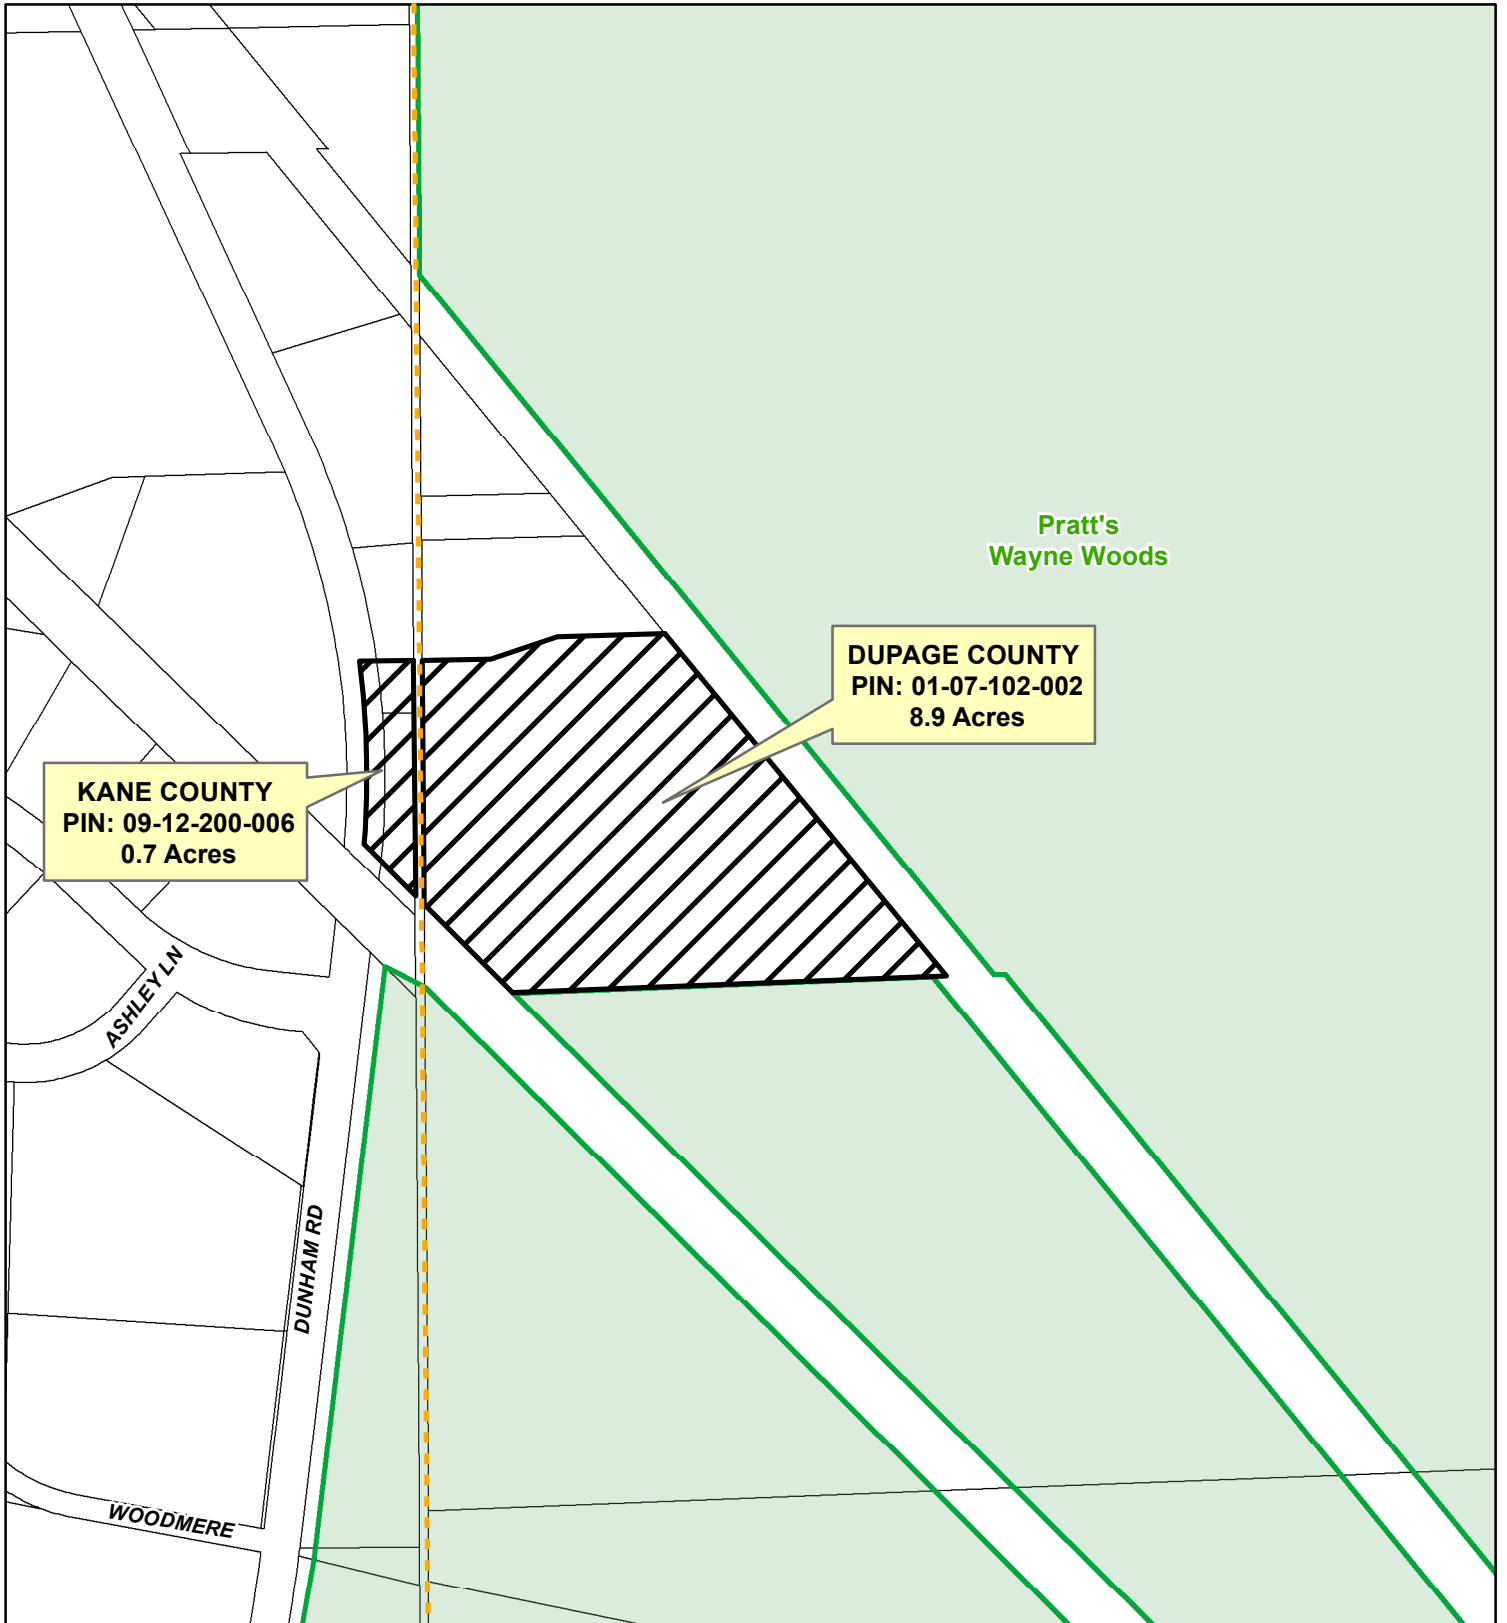 Pratt's
Wayne Woods
DUPAGE COUNTY
PIN: 01-07-102-002
8.9 Acres
KANE COUNTY
PIN: 09-12-200-006
0.7 Acres
ASHLEY LN
DUNHAM RD
WOODMERE